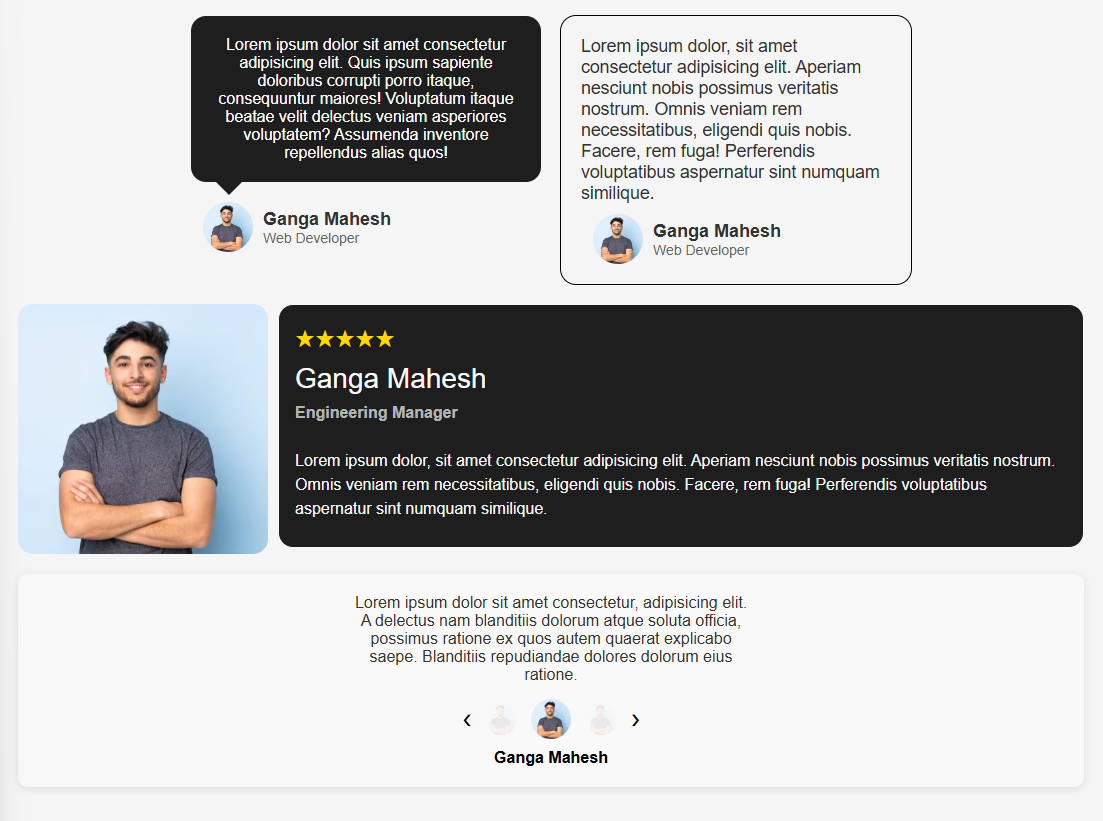 Lorem ipsum dolor sit amet consectetur
adipisicing elit. Quis ipsum sapiente
doloribus corrupti porro itaque,
consequuntur maiores! Voluptatum itaque
beatae velit delectus veniam asperiores
voluptatem? Assumenda inventore
repellendus alias quos!
Ganga Mahesh
Web Developer
Lorem ipsum dolor, sit amet
consectetur adipisicing elit. Aperiam
nesciunt nobis possimus veritatis
nostrum. Omnis veniam rem
necessitatibus, eligendi quis nobis.
Facere, rem fuga! Perferendis
voluptatibus aspernatur sint numquam
similique.
Ganga Mahesh
Web Developer
★★★★★
Ganga Mahesh
Engineering Manager
Lorem ipsum dolor, sit amet consectetur adipisicing elit. Aperiam nesciunt nobis possimus veritatis nostrum.
Omnis veniam rem necessitatibus, eligendi quis nobis. Facere, rem fuga! Perferendis voluptatibus
aspernatur sint numquam similique.
Lorem ipsum dolor sit amet consectetur, adipisicing elit.
A delectus nam blanditiis dolorum atque soluta officia,
possimus ratione ex quos autem quaerat explicabo
saepe. Blanditiis repudiandae dolores dolorum eius
ratione.
‹ ›
Ganga Mahesh